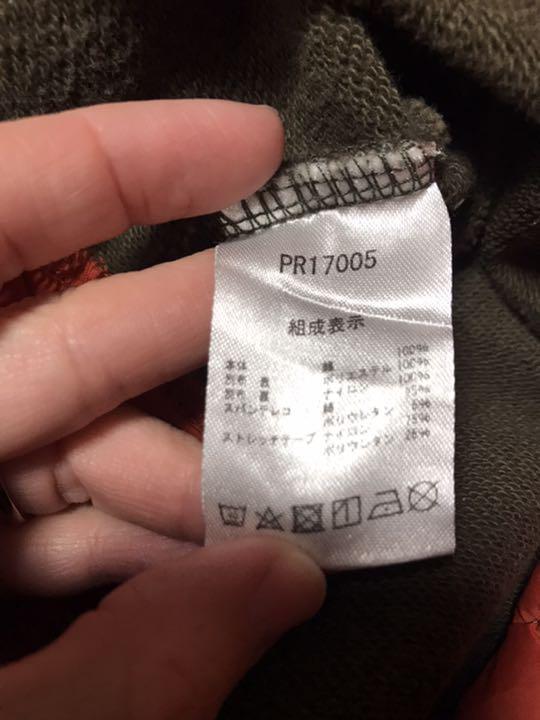 PR17005
組成表示
本体 綿 100%
別布 表 ポリエステル 100%
別布 裏 ナイロン 100%
スパンテレコ 綿 95%
ポリウレタン 5%
ストレッチテープ ナイロン
ポリウレタン